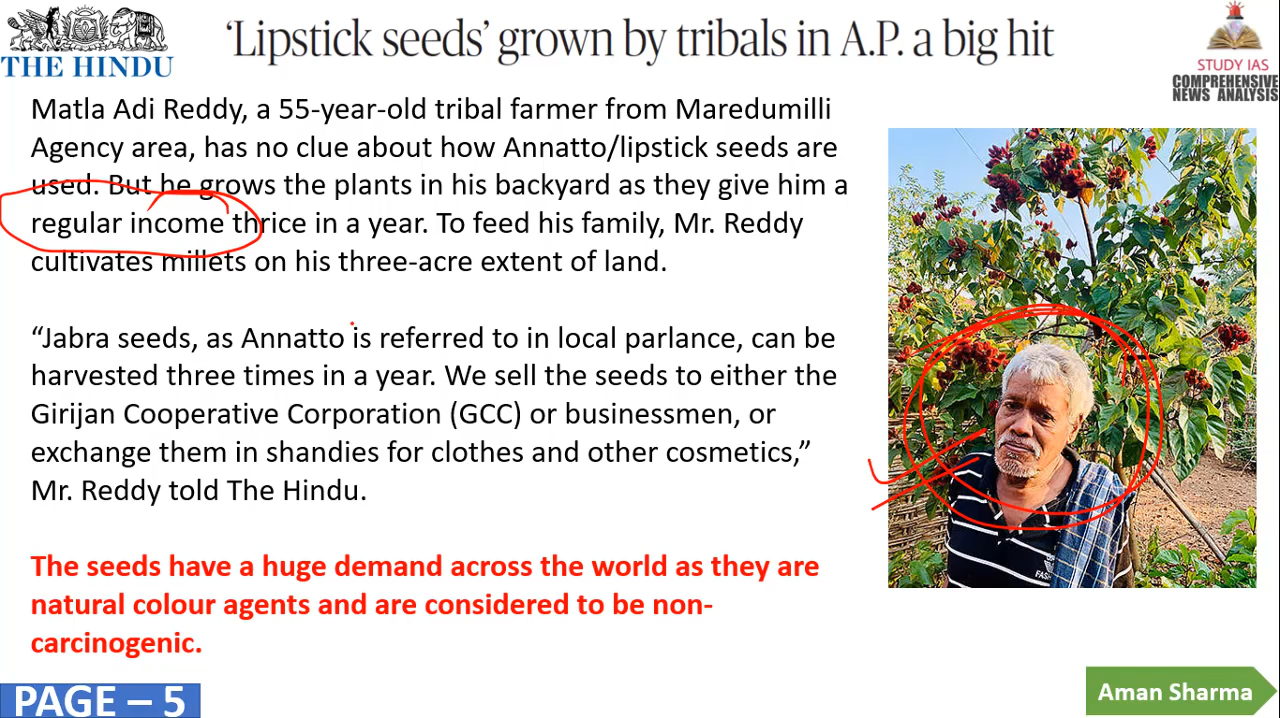 ‘Lipstick seeds’ grown by tribals in A.P. a big hit
THE HINDU
STUDY IAS
COMPREHENSIVE
NEWS ANALYSIS
Matla Adi Reddy, a 55-year-old tribal farmer from Maredumilli
Agency area, has no clue about how Annatto/lipstick seeds are
used. But he grows the plants in his backyard as they give him a
regular income thrice in a year. To feed his family, Mr. Reddy
cultivates millets on his three-acre extent of land.
“Jabra seeds, as Annatto is referred to in local parlance, can be
harvested three times in a year. We sell the seeds to either the
Girijan Cooperative Corporation (GCC) or businessmen, or
exchange them in shandies for clothes and other cosmetics,”
Mr. Reddy told The Hindu.
The seeds have a huge demand across the world as they are
natural colour agents and are considered to be non-
carcinogenic.
PAGE – 5
Aman Sharma